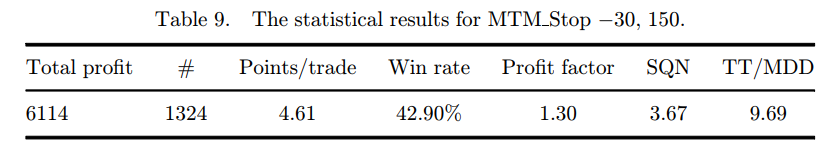 Table 9. The statistical results for MTM_Stop −30, 150.
Total profit # Points/trade Win rate Profit factor SQN TT/MDD
6114 1324 4.61 42.90% 1.30 3.67 9.69